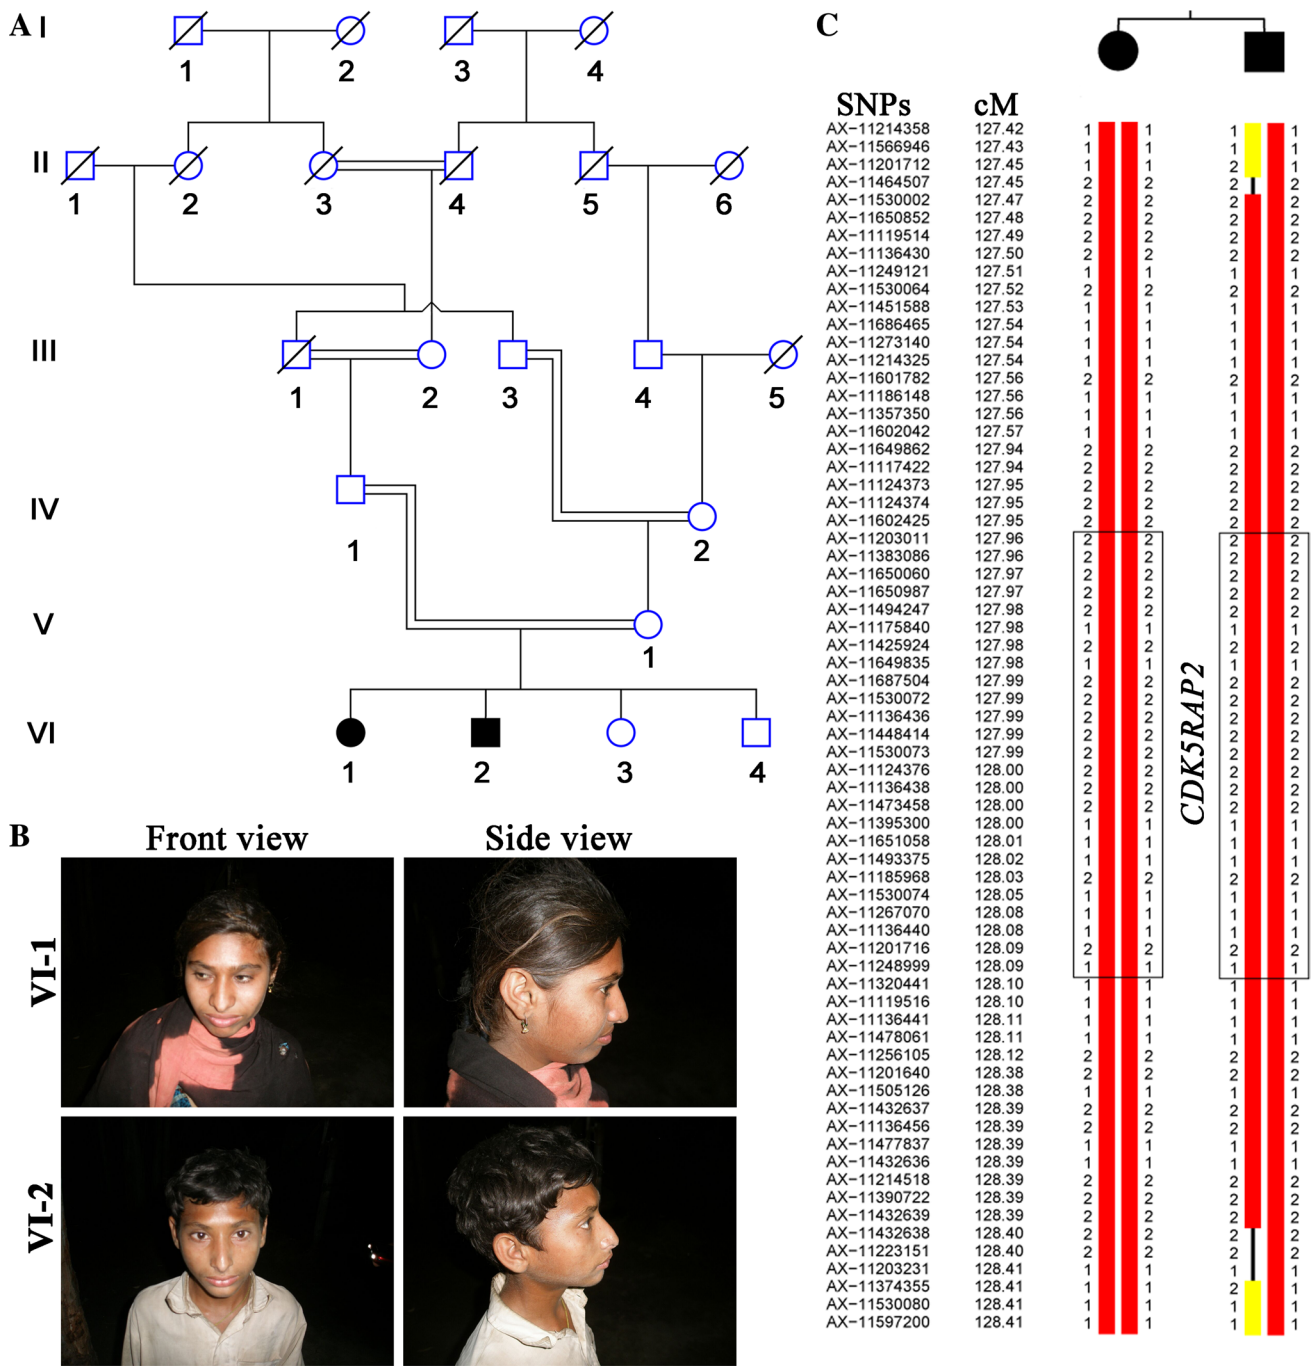 A
I
1 2 3 4
II
1 2 3 4 5 6
III
1 2 3 4 5
IV
1 2
V
1
VI
1 2 3 4
B
Front view Side view
VI-1
VI-2
C
SNPs cM
AX-11214358 127.42 1 1 1 1
AX-11566946 127.43 1 1 1 1
AX-11201712 127.45 1 1 2 1
AX-11464507 127.45 2 2 2 2
AX-11530002 127.47 2 2 2 2
AX-11650852 127.48 2 2 2 2
AX-11119514 127.49 2 2 2 2
AX-11136430 127.50 2 2 2 2
AX-11249121 127.51 1 1 1 1
AX-11530064 127.52 2 2 2 2
AX-11451588 127.53 1 1 1 1
AX-11686465 127.54 1 1 1 1
AX-11273140 127.54 1 1 1 1
AX-11214325 127.54 1 1 1 1
AX-11601782 127.56 2 2 2 2
AX-11186148 127.56 1 1 1 1
AX-11357350 127.56 1 1 1 1
AX-11602042 127.57 1 1 1 1
AX-11649862 127.94 2 2 2 2
AX-11117422 127.94 2 2 2 2
AX-11124373 127.95 2 2 2 2
AX-11124374 127.95 2 2 2 2
AX-11602425 127.95 2 2 2 2
AX-11203011 127.96 2 2 2 2
AX-11383086 127.96 2 2 2 2
AX-11650060 127.97 2 2 2 2
AX-11650987 127.97 2 2 2 2
AX-11494247 127.98 2 2 2 2
AX-11175840 127.98 1 1 1 1
AX-11425924 127.98 2 2 2 2
AX-11649835 127.98 1 1 1 1
AX-11687504 127.99 2 2 2 2
AX-11530072 127.99 2 2 2 2
AX-11136436 127.99 2 2 2 2
AX-11448414 127.99 2 2 2 2
AX-11530073 127.99 2 2 2 2
AX-11124376 128.00 2 2 2 2
AX-11136438 128.00 2 2 2 2
AX-11473458 128.00 2 2 2 2
AX-11395300 128.00 1 1 1 1
AX-11651058 128.01 1 1 1 1
AX-11493375 128.02 1 1 1 1
AX-11185968 128.03 2 2 2 2
AX-11530074 128.05 1 1 1 1
AX-11267070 128.08 1 1 1 1
AX-11136440 128.08 1 1 1 1
AX-11201716 128.09 2 2 2 2
AX-11248999 128.09 1 1 1 1
AX-11320441 128.10 1 1 1 1
AX-11119516 128.10 1 1 1 1
AX-11136441 128.11 1 1 1 1
AX-11478061 128.11 1 1 1 1
AX-11256105 128.12 2 2 2 2
AX-11201640 128.38 2 2 2 2
AX-11505126 128.38 1 1 1 1
AX-11432637 128.39 2 2 2 2
AX-11136456 128.39 2 2 2 2
AX-11477837 128.39 1 1 1 1
AX-11432636 128.39 1 1 1 1
AX-11214518 128.39 2 2 2 2
AX-11390722 128.39 2 2 2 2
AX-11432639 128.39 2 2 2 2
AX-11432638 128.40 2 2 2 2
AX-11223151 128.40 2 2 2 2
AX-11203231 128.41 1 1 1 1
AX-11374355 128.41 1 1 2 1
AX-11530080 128.41 1 1 1 1
AX-11597200 128.41 1 1 1 1
CDK5RAP2